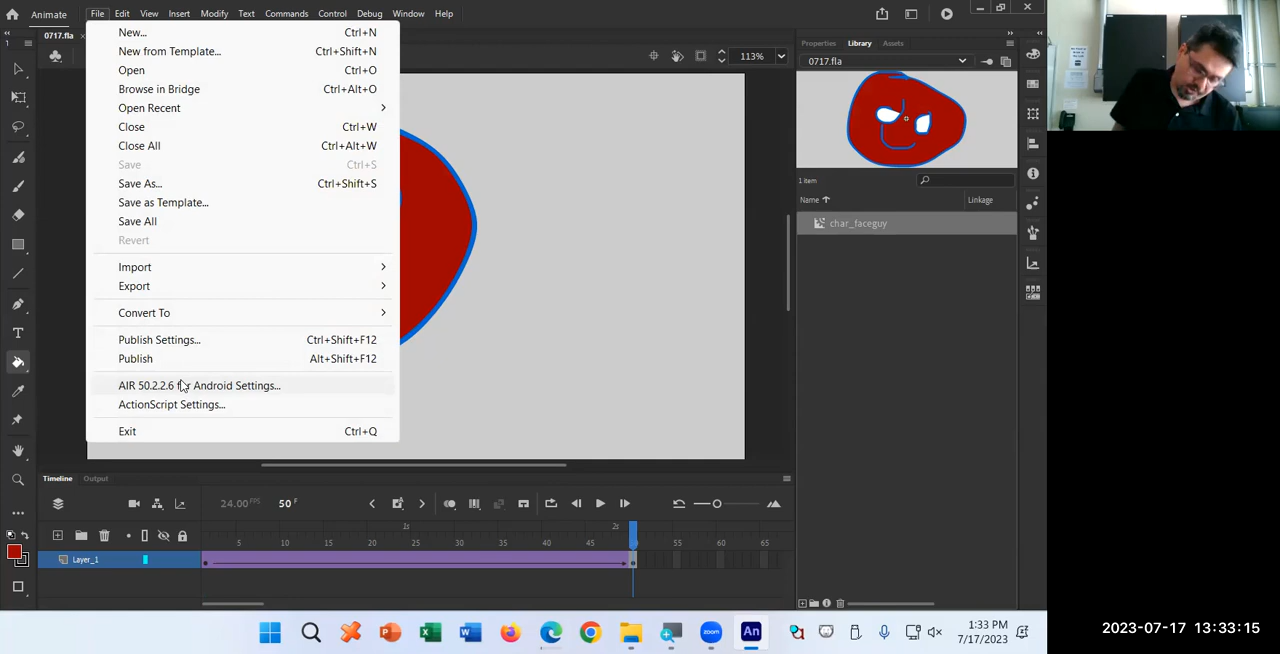 Animate File Edit View Insert Modify Text Commands Control Debug Window Help
0717.fla
113%
New... Ctrl+N
New from Template... Ctrl+Shift+N
Open Ctrl+O
Browse in Bridge Ctrl+Alt+O
Open Recent
Close Ctrl+W
Close All Ctrl+Alt+W
Save Ctrl+S
Save As... Ctrl+Shift+S
Save as Template...
Save All
Revert
Import
Export
Convert To
Publish Settings... Ctrl+Shift+F12
Publish Alt+Shift+F12
AIR 50.2.2.6 for Android Settings...
ActionScript Settings...
Exit Ctrl+Q
Properties Library Assets
0717.fla
1 item
Name Linkage
char_faceguy
Timeline Output
24.00 FPS 50 F
1s 2s
5 10 15 20 25 30 35 40 45 55 60 65
Layer_1
1:33 PM
7/17/2023
2023-07-17 13:33:15